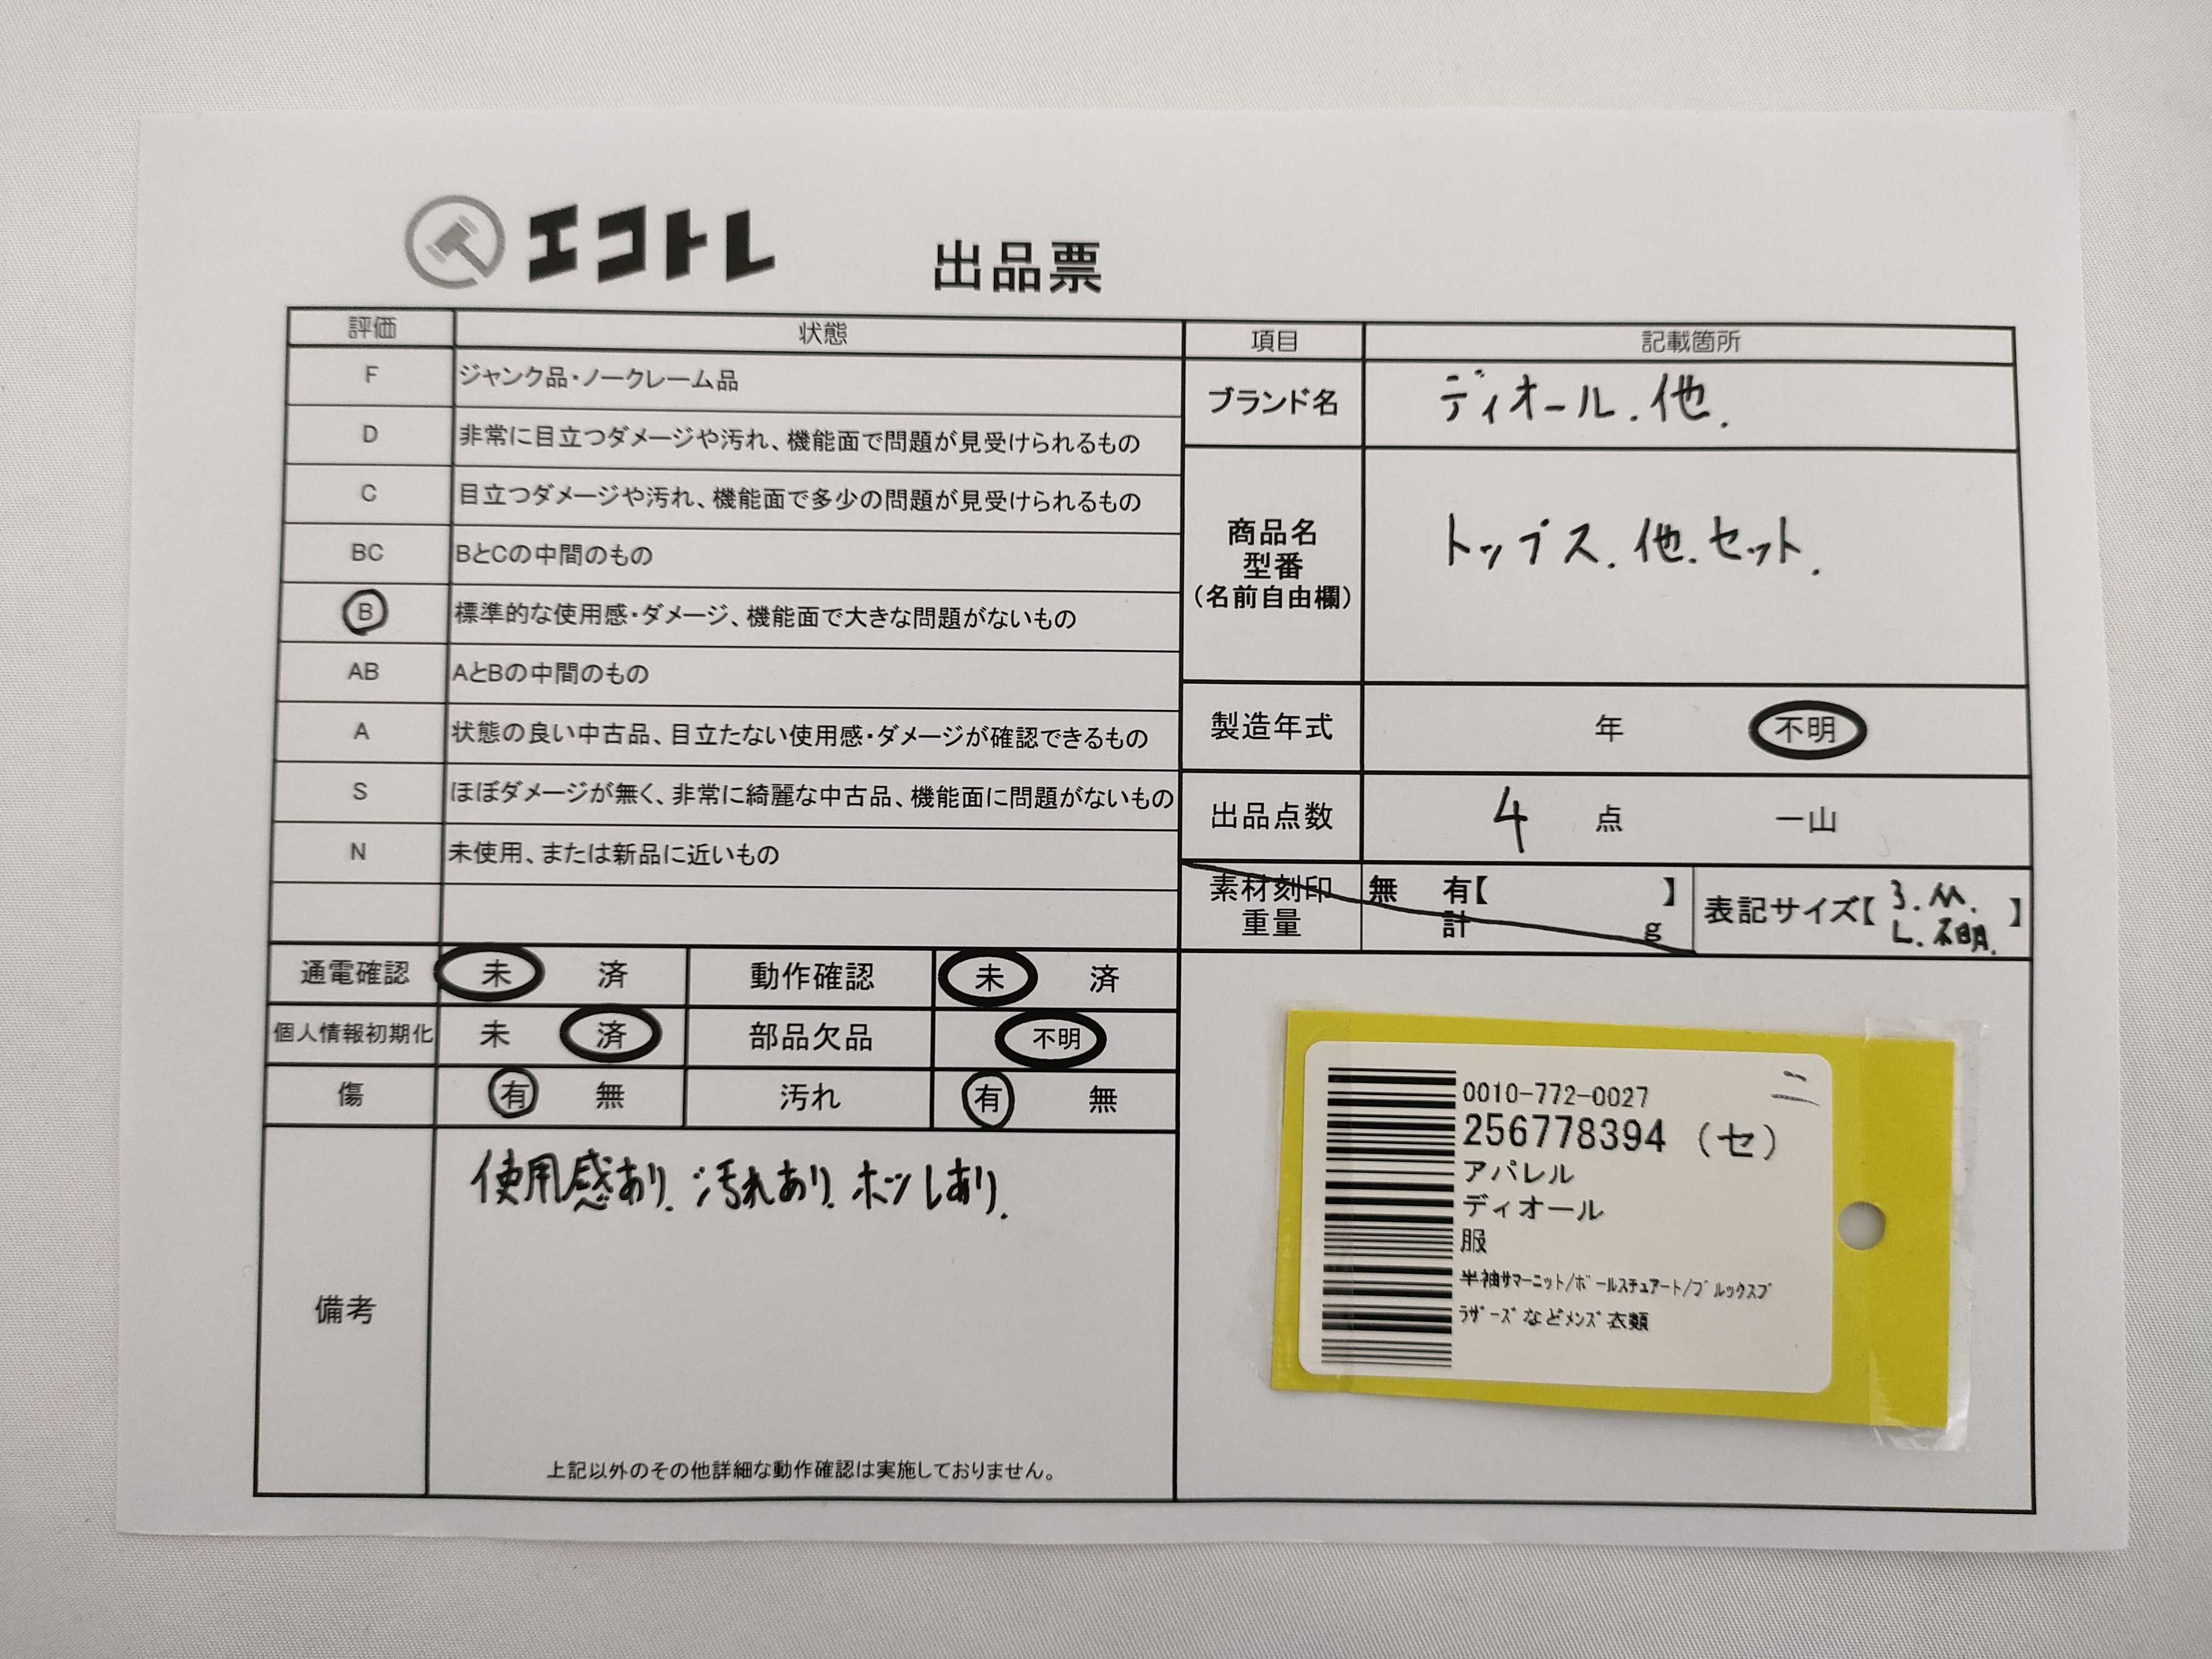 エコトレ
出品票
評価 状態
F ジャンク品・ノークレーム品
D 非常に目立つダメージや汚れ、機能面で問題が見受けられるもの
C 目立つダメージや汚れ、機能面で多少の問題が見受けられるもの
BC BとCの中間のもの
B 標準的な使用感・ダメージ、機能面で大きな問題がないもの
AB AとBの中間のもの
A 状態の良い中古品、目立たない使用感・ダメージが確認できるもの
S ほぼダメージが無く、非常に綺麗な中古品、機能面に問題がないもの
N 未使用、または新品に近いもの
通電確認 未 済 動作確認 未 済
個人情報初期化 未 済 部品欠品 不明
傷 有 無 汚れ 有 無
備考
使用感あり. 汚れあり. ホツレあり.
上記以外のその他詳細な動作確認は実施しておりません。
項目 記載箇所
ブランド名 ディオール.他.
商品名
型番
(名前自由欄)
トップス.他.セット.
製造年式 年 不明
出品点数 4 点 一山
素材刻印 無 有【 】
重量 計 g
表記サイズ【 3.M. 】
L.不明.
0010-772-0027
256778394 (セ)
アパレル
ディオール
服
半袖ｻﾏｰﾆｯﾄ/ﾎﾟｰﾙｽﾁｭｱｰﾄ/ﾌﾞﾙｯｸｽﾌﾞ
ﾗｻﾞｰｽﾞなどﾒﾝｽﾞ衣類